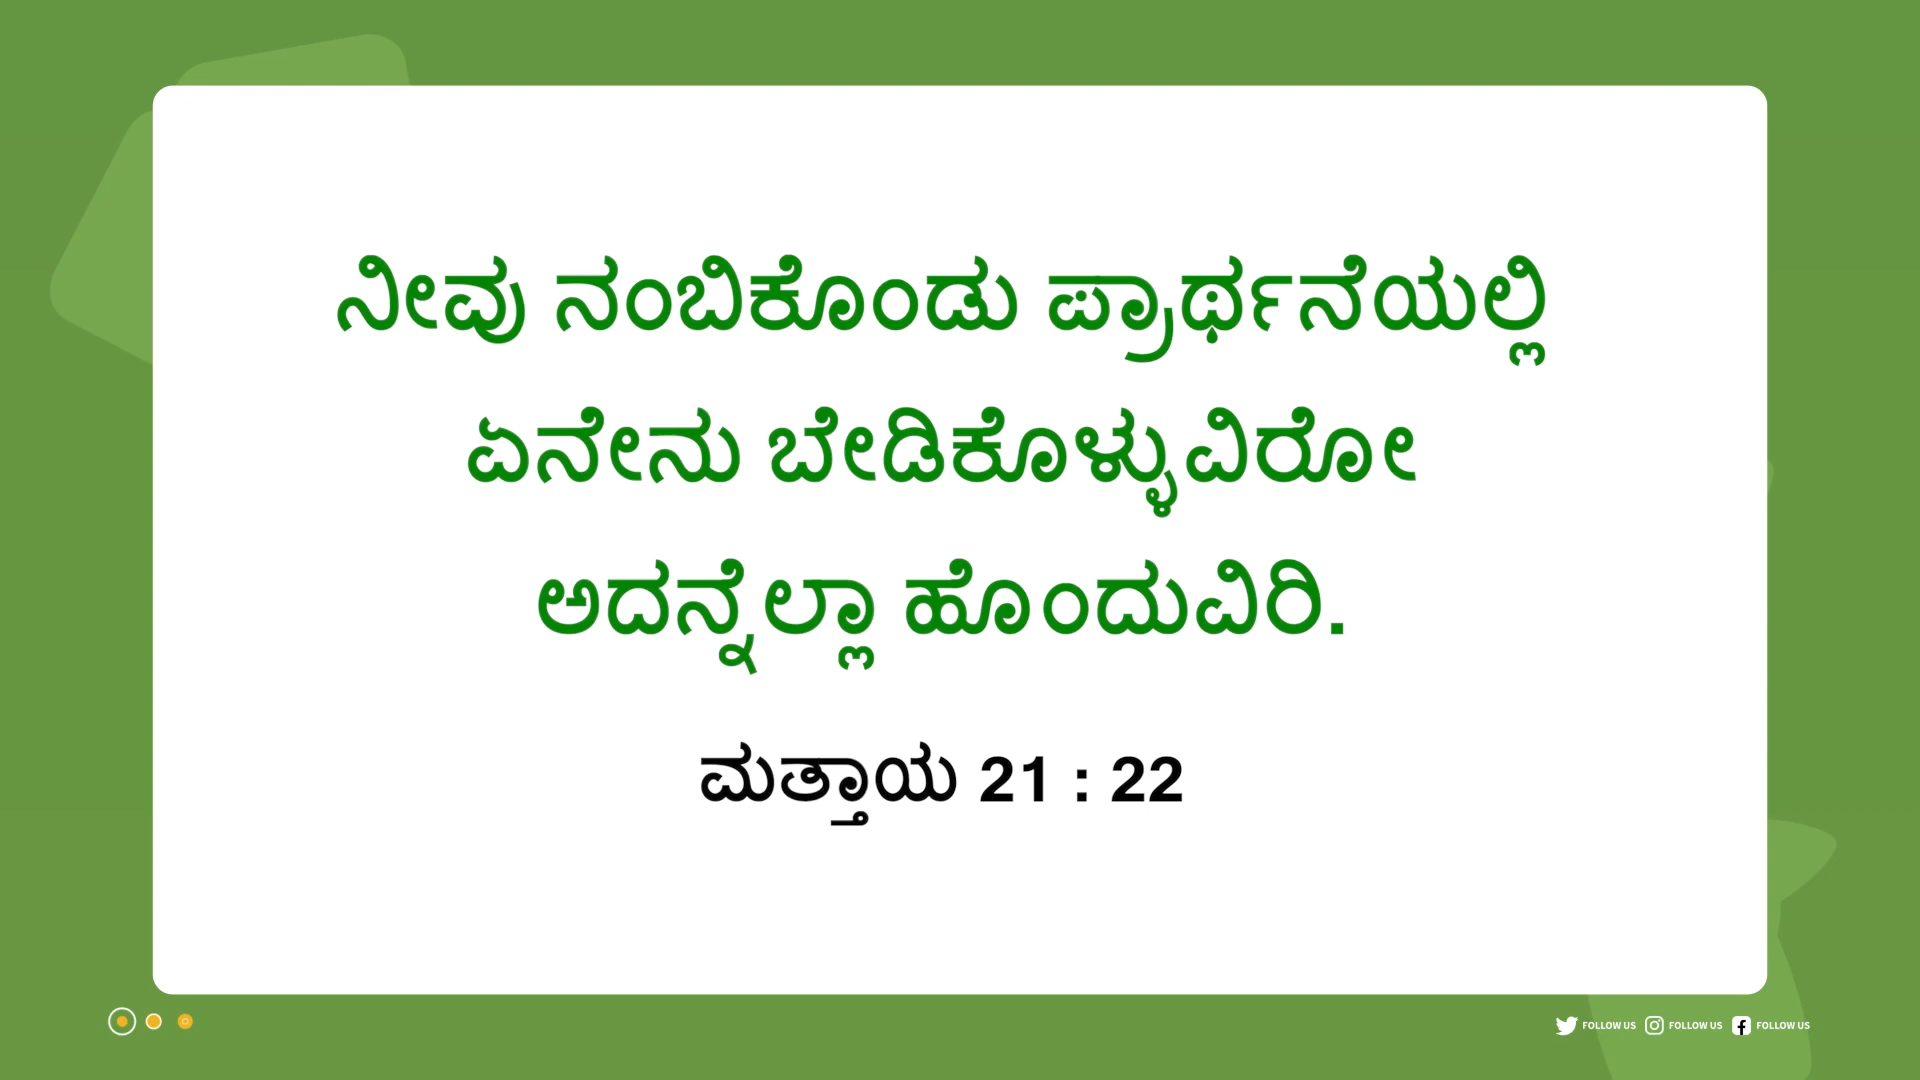 ನೀವು ನಂಬಿಕೊಂಡು ಪ್ರಾರ್ಥನೆಯಲ್ಲಿ
ಏನೇನು ಬೇಡಿಕೊಳ್ಳುವಿರೋ
ಅದನ್ನೆಲ್ಲಾ ಹೊಂದುವಿರಿ.
ಮತ್ತಾಯ 21 : 22
FOLLOW US FOLLOW US FOLLOW US